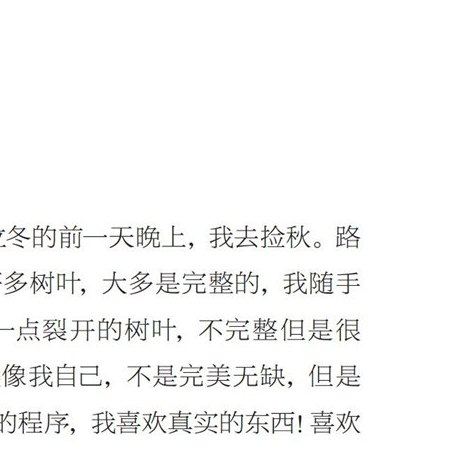 冬的前一天晚上，我去捡秋。路
多树叶，大多是完整的，我随手
一点裂开的树叶，不完整但是很
像我自己，不是完美无缺，但是
的程序，我喜欢真实的东西！喜欢